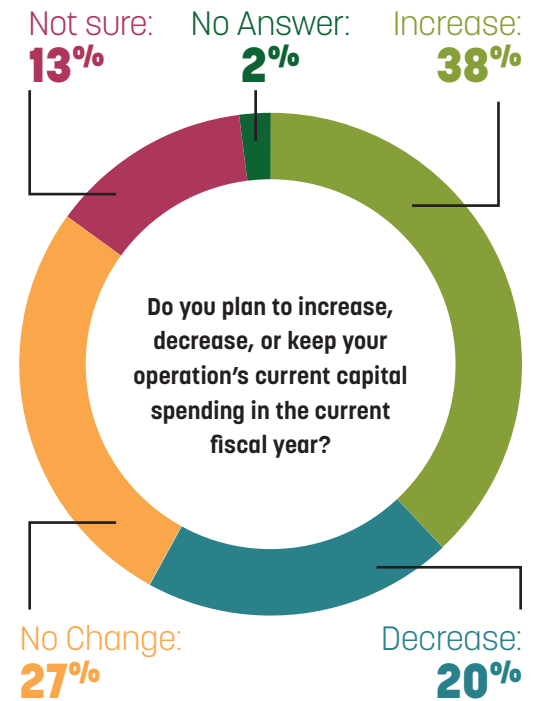 Not sure:
13%
No Answer:
2%
Increase:
38%
Do you plan to increase,
decrease, or keep your
operation’s current capital
spending in the current
fiscal year?
No Change:
27%
Decrease:
20%